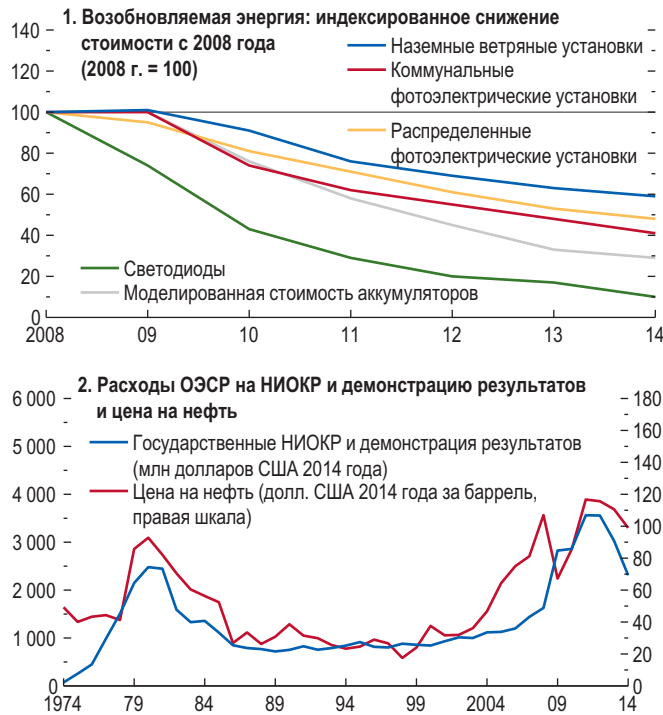 1. Возобновляемая энергия: индексированное снижение
стоимости с 2008 года
(2008 г. = 100)
Наземные ветряные установки
Коммунальные
фотоэлектрические установки
Распределенные
фотоэлектрические установки
Светодиоды
Моделированная стоимость аккумуляторов
140
120
100
80
60
40
20
0
2008 09 10 11 12 13 14
2. Расходы ОЭСР на НИОКР и демонстрацию результатов
и цена на нефть
Государственные НИОКР и демонстрация результатов
(млн долларов США 2014 года)
Цена на нефть (долл. США 2014 года за баррель,
правая шкала)
6 000
5 000
4 000
3 000
2 000
1 000
0
180
160
140
120
100
80
60
40
20
0
1974 79 84 89 94 99 2004 09 14